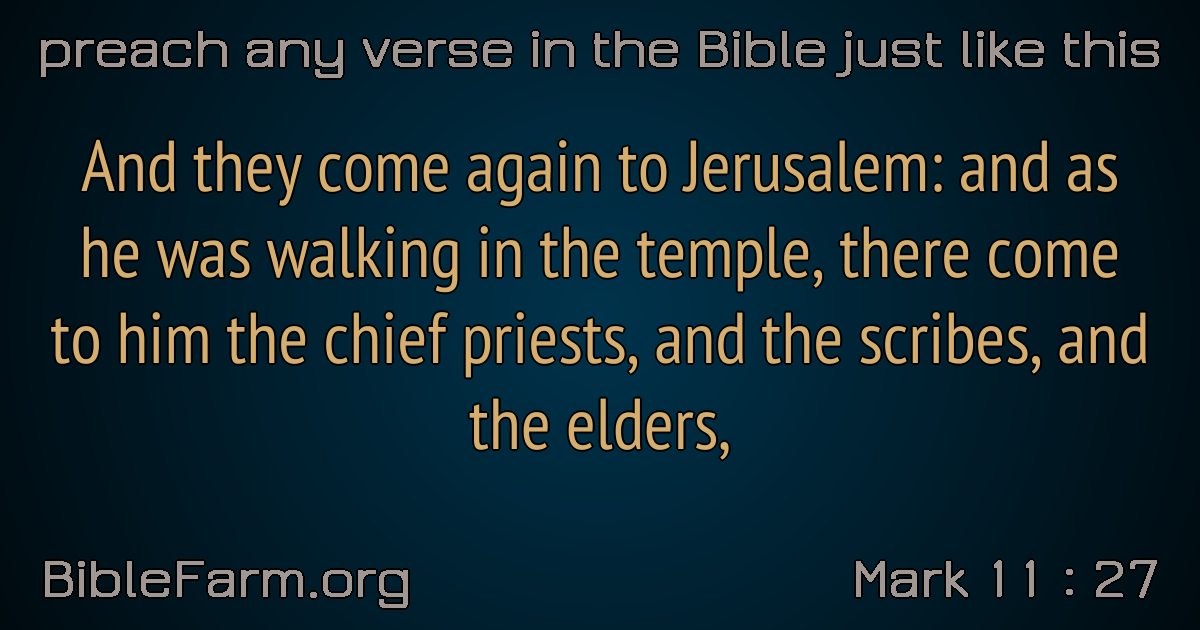 preach any verse in the Bible just like this
And they come again to Jerusalem: and as
he was walking in the temple, there come
to him the chief priests, and the scribes, and
the elders,
BibleFarm.org
Mark 11 : 27